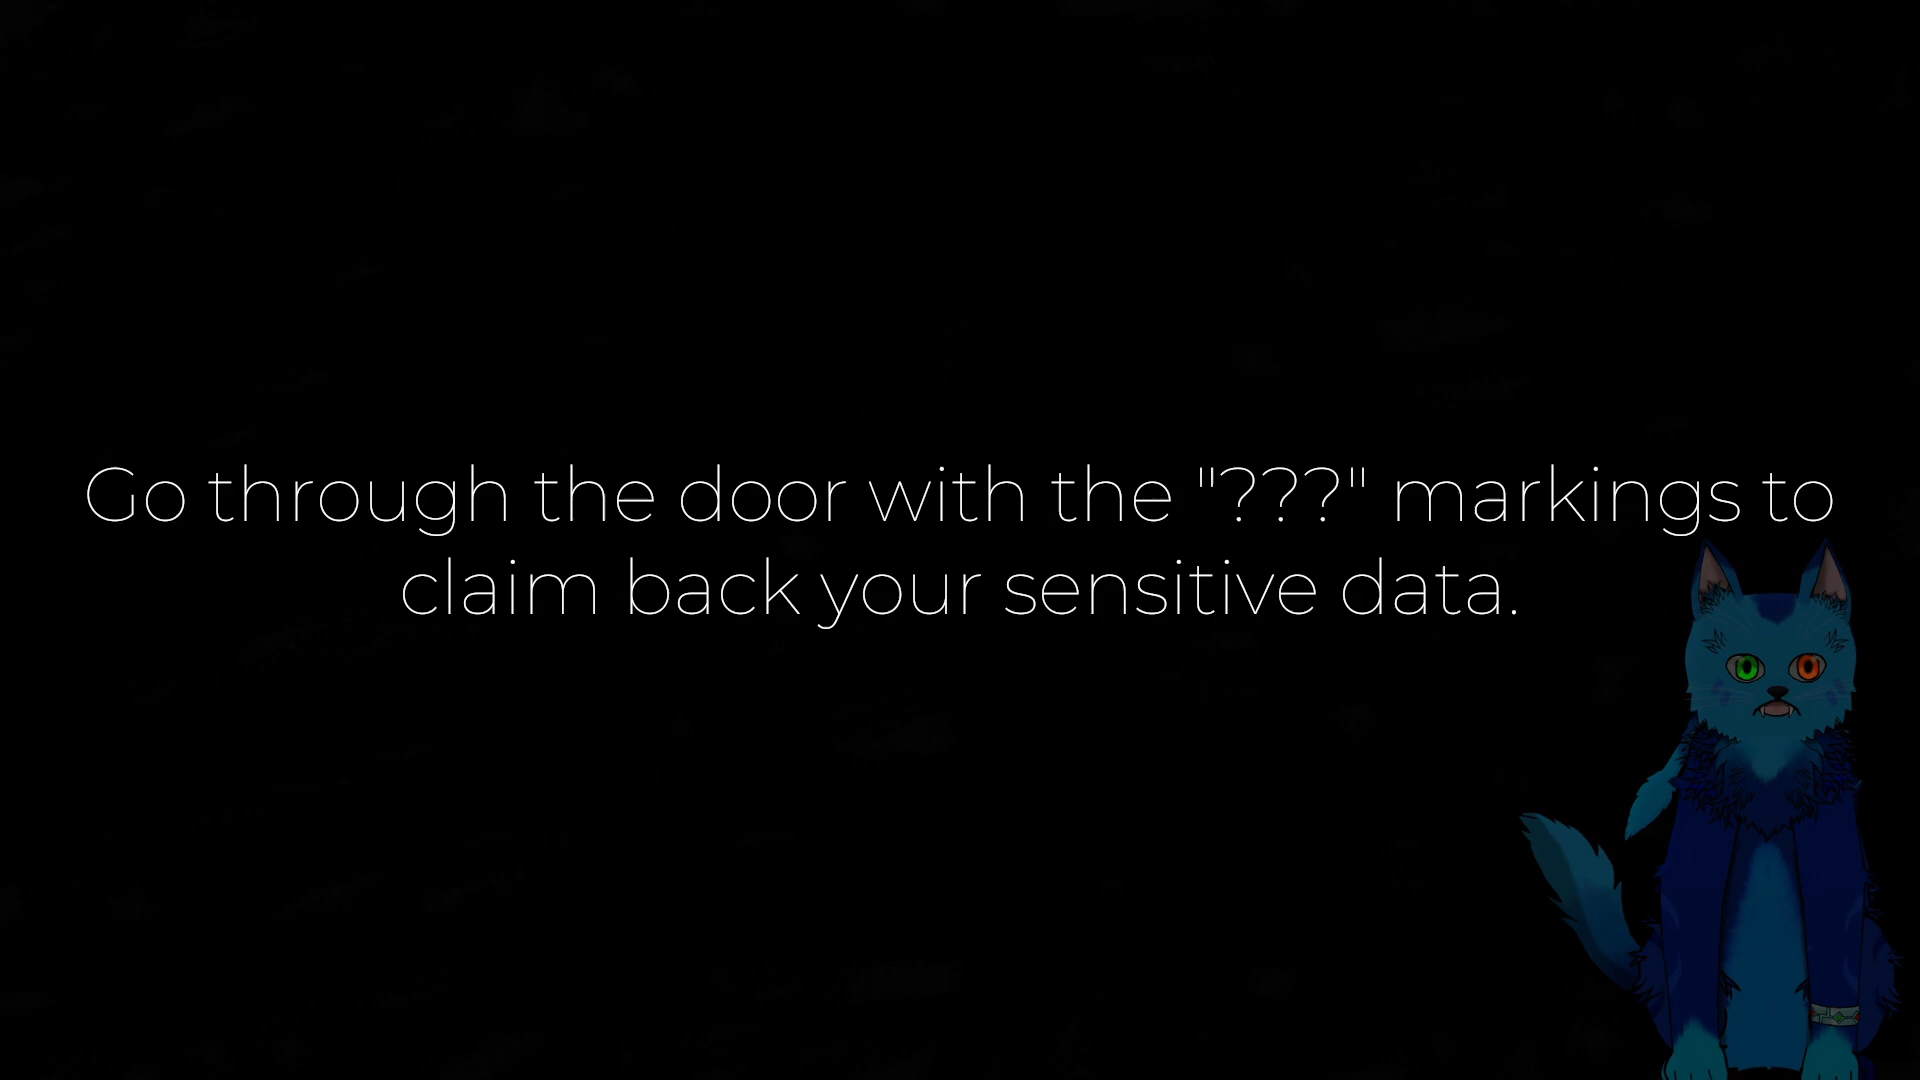 Go through the door with the "???" markings to
claim back your sensitive data.